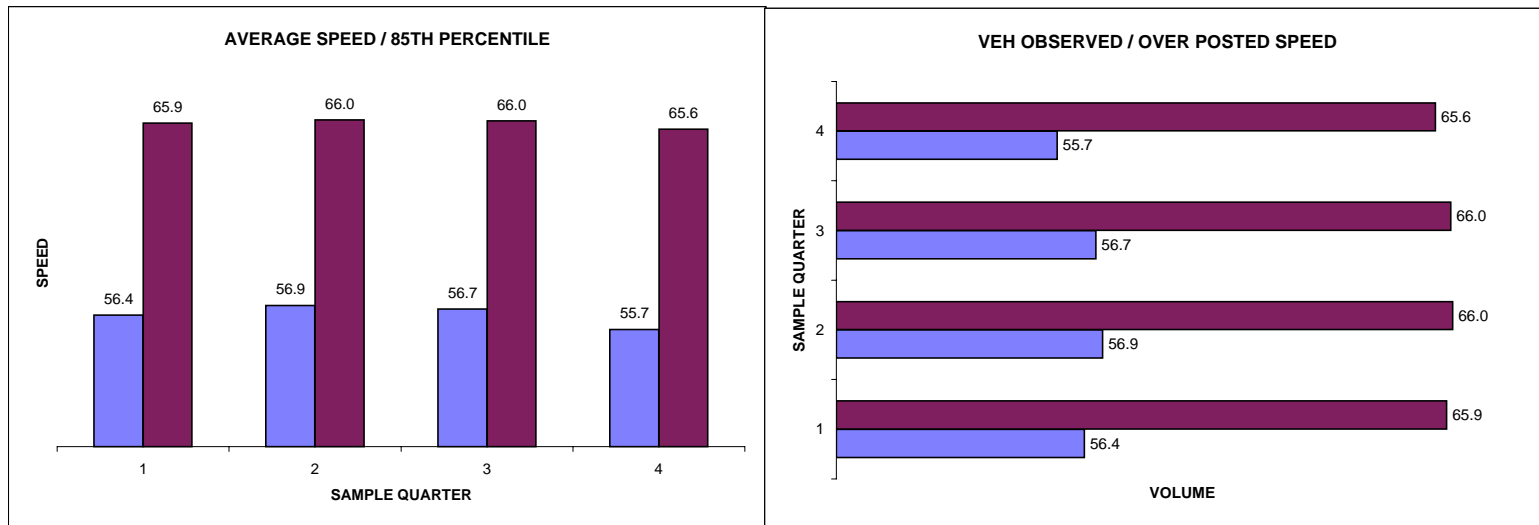 AVERAGE SPEED / 85TH PERCENTILE
65.9
66.0
66.0
65.6
56.4
56.9
56.7
55.7
SPEED
1 2 3 4
SAMPLE QUARTER
VEH OBSERVED / OVER POSTED SPEED
65.6
4
55.7
66.0
3
56.7
SAMPLE QUARTER
66.0
2
56.9
65.9
1
56.4
VOLUME